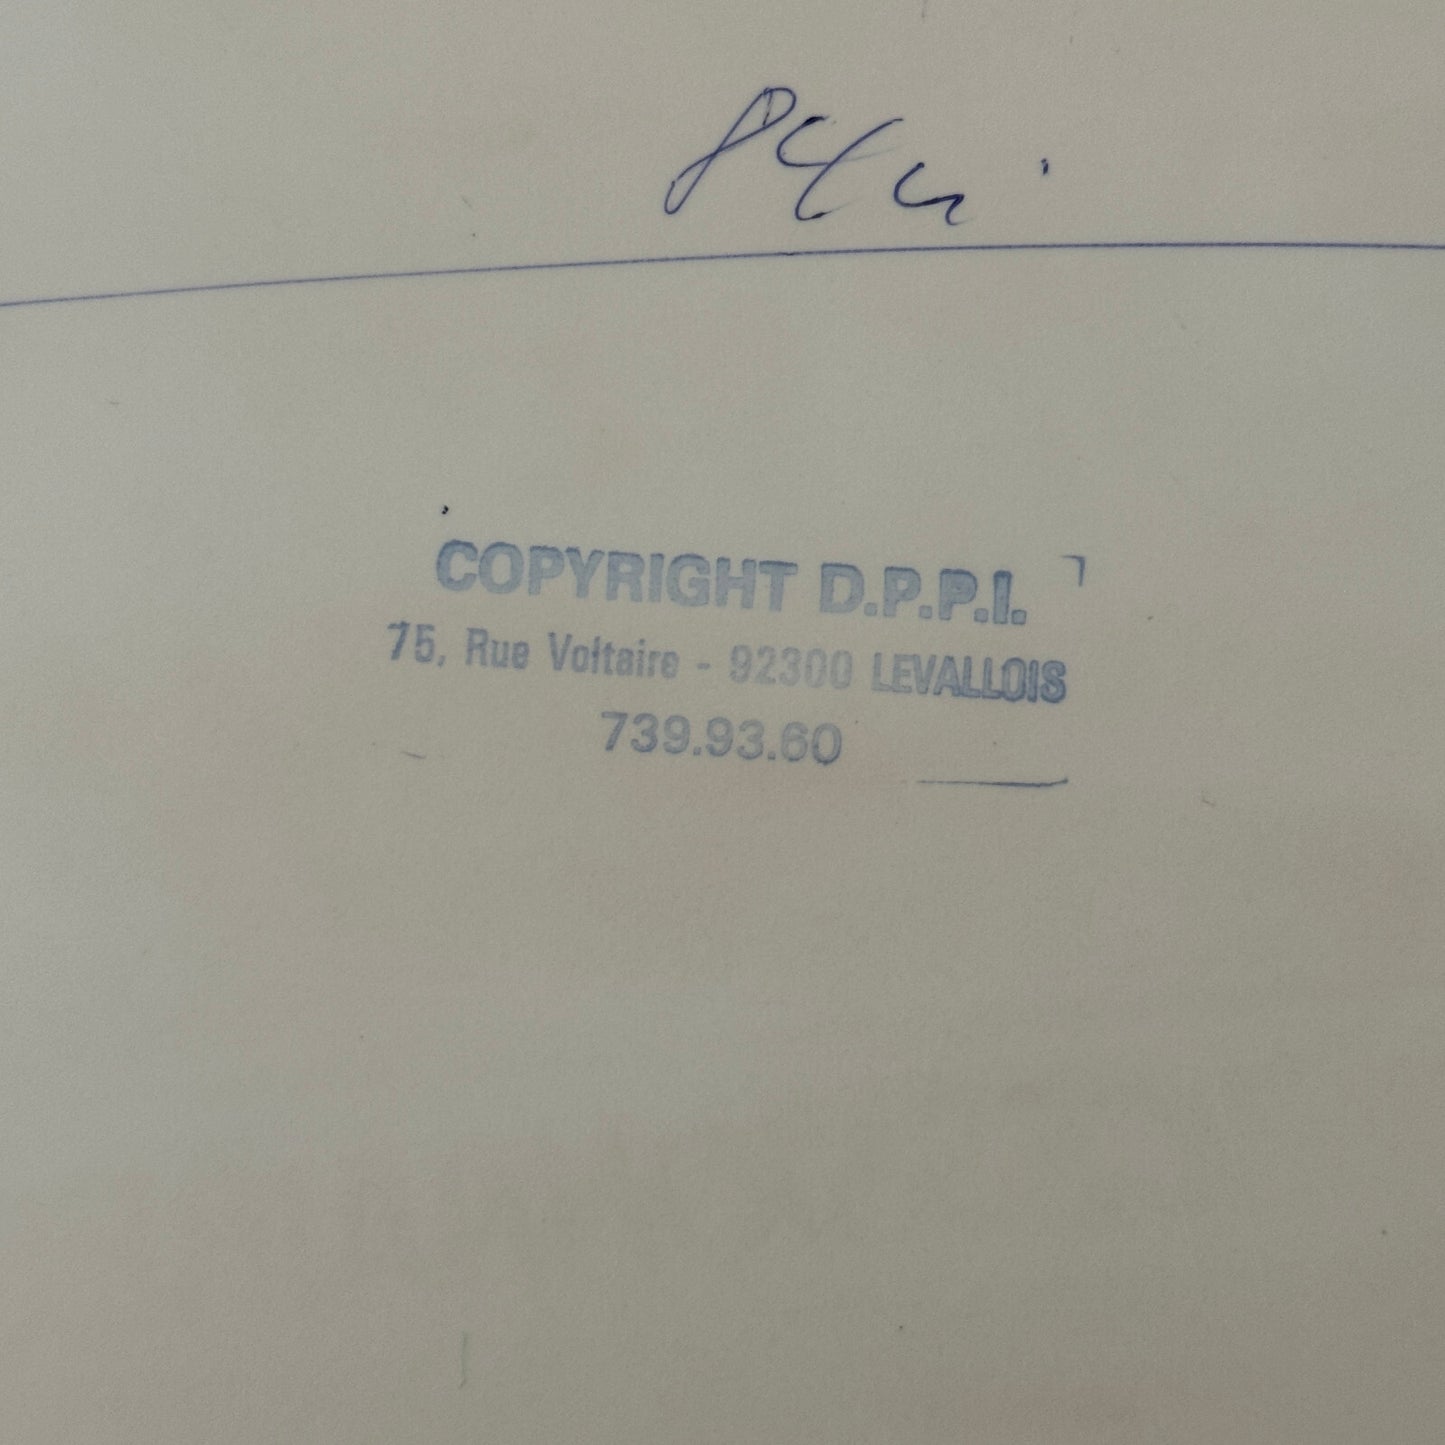 COPYRIGHT D.P.P.I.
75, Rue Voltaire - 92300 LEVALLOIS
739.93.60